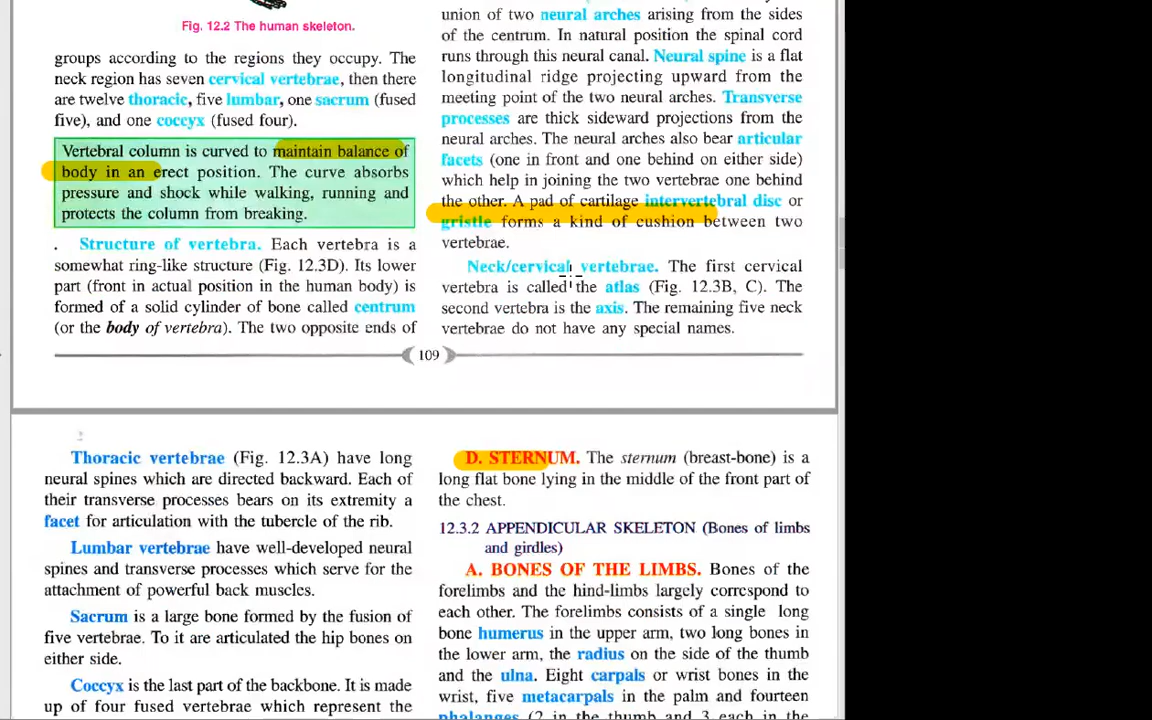 Fig. 12.2 The human skeleton.
groups according to the regions they occupy. The
neck region has seven cervical vertebrae, then there
are twelve thoracic, five lumbar, one sacrum (fused
five), and one coccyx (fused four).
Vertebral column is curved to maintain balance of
body in an erect position. The curve absorbs
pressure and shock while walking, running and
protects the column from breaking.
. Structure of vertebra. Each vertebra is a
somewhat ring-like structure (Fig. 12.3D). Its lower
part (front in actual position in the human body) is
formed of a solid cylinder of bone called centrum
(or the body of vertebra). The two opposite ends of
union of two neural arches arising from the sides
of the centrum. In natural position the spinal cord
runs through this neural canal. Neural spine is a flat
longitudinal ridge projecting upward from the
meeting point of the two neural arches. Transverse
processes are thick sideward projections from the
neural arches. The neural arches also bear articular
facets (one in front and one behind on either side)
which help in joining the two vertebrae one behind
the other. A pad of cartilage intervertebral disc or
gristle forms a kind of cushion between two
vertebrae.
Neck/cervical vertebrae. The first cervical
vertebra is called the atlas (Fig. 12.3B, C). The
second vertebra is the axis. The remaining five neck
vertebrae do not have any special names.
109
Thoracic vertebrae (Fig. 12.3A) have long
neural spines which are directed backward. Each of
their transverse processes bears on its extremity a
facet for articulation with the tubercle of the rib.
Lumbar vertebrae have well-developed neural
spines and transverse processes which serve for the
attachment of powerful back muscles.
Sacrum is a large bone formed by the fusion of
five vertebrae. To it are articulated the hip bones on
either side.
Coccyx is the last part of the backbone. It is made
up of four fused vertebrae which represent the
D. STERNUM. The sternum (breast-bone) is a
long flat bone lying in the middle of the front part of
the chest.
12.3.2 APPENDICULAR SKELETON (Bones of limbs
and girdles)
A. BONES OF THE LIMBS. Bones of the
forelimbs and the hind-limbs largely correspond to
each other. The forelimbs consists of a single long
bone humerus in the upper arm, two long bones in
the lower arm, the radius on the side of the thumb
and the ulna. Eight carpals or wrist bones in the
wrist, five metacarpals in the palm and fourteen
phalanges (2 in the thumb and 3 each in the